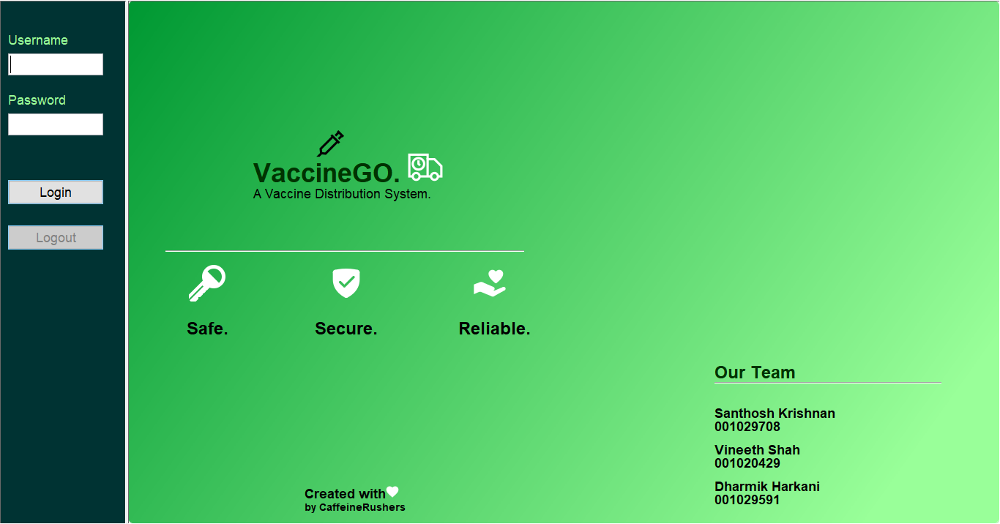 Username
Password
Login
Logout
VaccineGO.
A Vaccine Distribution System.
Safe.
Secure.
Reliable.
Our Team
Santhosh Krishnan
001029708
Vineeth Shah
001020429
Dharmik Harkani
001029591
Created with
by CaffeineRushers